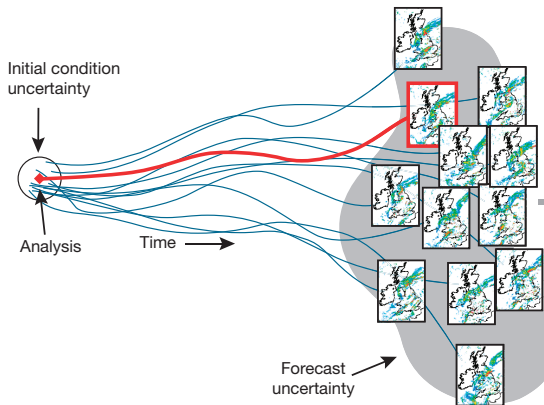 Initial condition
uncertainty
Analysis
Time
Forecast
uncertainty